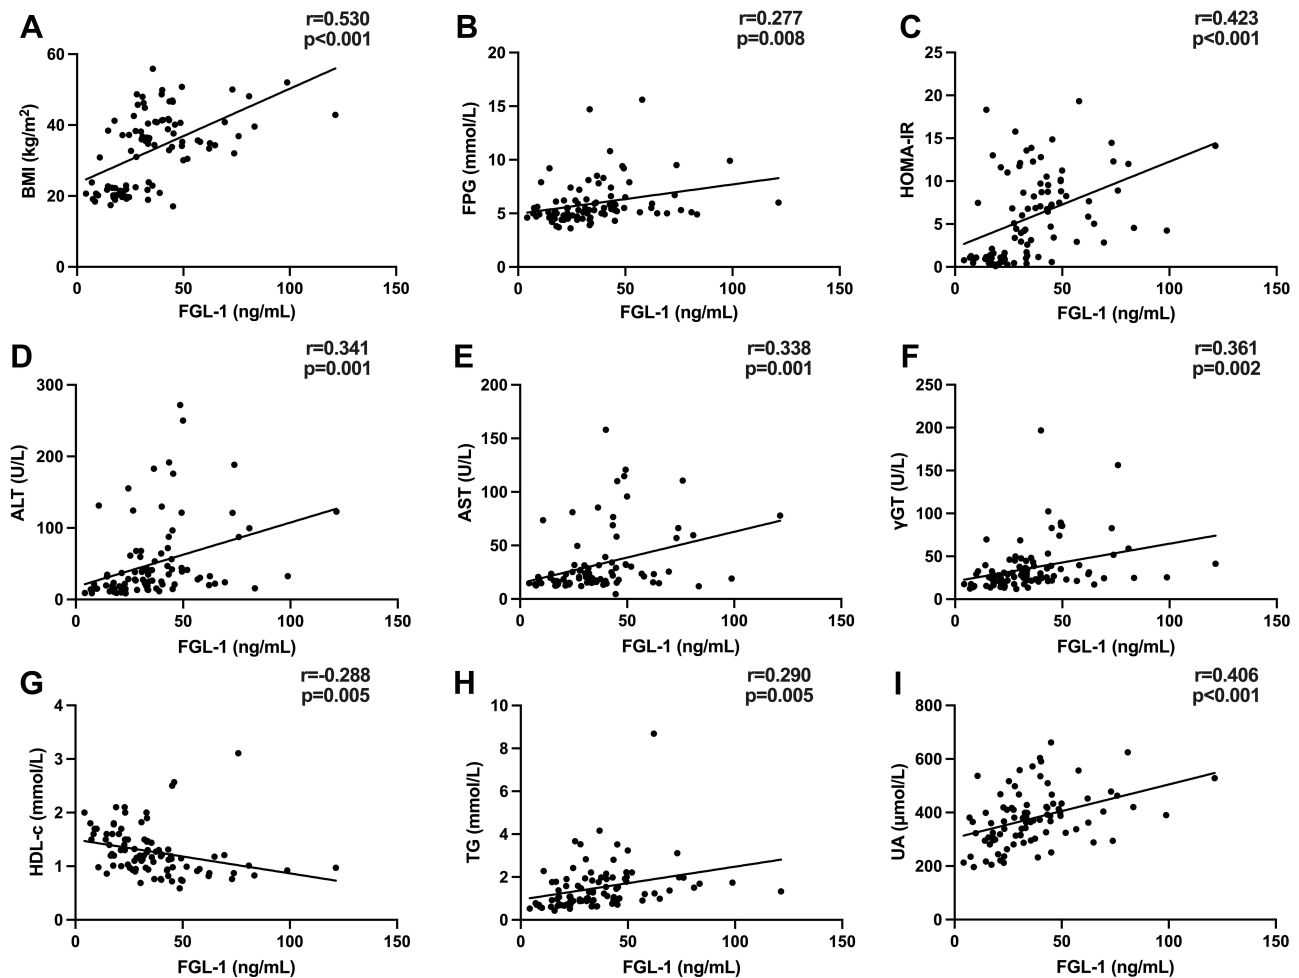 A
r=0.530
p<0.001
60
40
20
0
BMI (kg/m²)
0 50 100 150
FGL-1 (ng/mL)
B
r=0.277
p=0.008
20
15
10
5
0
FPG (mmol/L)
0 50 100 150
FGL-1 (ng/mL)
C
r=0.423
p<0.001
25
20
15
10
5
0
HOMA-IR
0 50 100 150
FGL-1 (ng/mL)
D
r=0.341
p=0.001
300
200
100
0
ALT (U/L)
0 50 100 150
FGL-1 (ng/mL)
E
r=0.338
p=0.001
200
150
100
50
0
AST (U/L)
0 50 100 150
FGL-1 (ng/mL)
F
r=0.361
p=0.002
250
200
150
100
50
0
γGT (U/L)
0 50 100 150
FGL-1 (ng/mL)
G
r=-0.288
p=0.005
4
3
2
1
0
HDL-c (mmol/L)
0 50 100 150
FGL-1 (ng/mL)
H
r=0.290
p=0.005
10
8
6
4
2
0
TG (mmol/L)
0 50 100 150
FGL-1 (ng/mL)
I
r=0.406
p<0.001
800
600
400
200
0
UA (μmol/L)
0 50 100 150
FGL-1 (ng/mL)